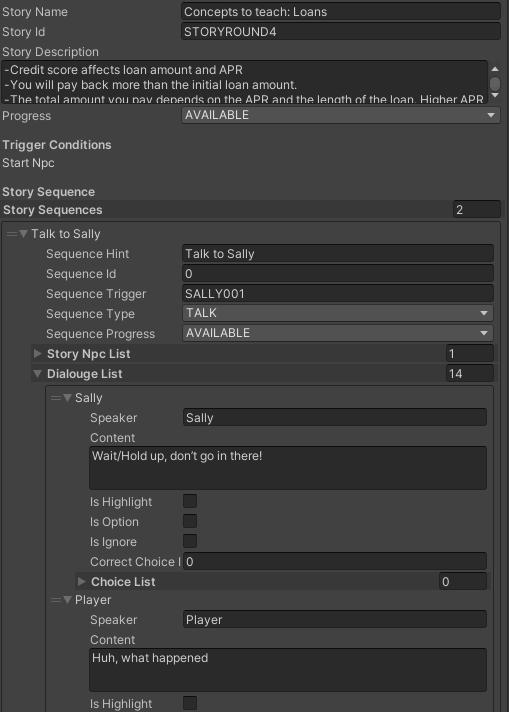 Story Name Concepts to teach: Loans
Story Id STORYROUND4
Story Description
-Credit score affects loan amount and APR
-You will pay back more than the initial loan amount.
-The total amount you pay depends on the APR and the length of the loan. Higher APR
Progress AVAILABLE
Trigger Conditions
Start Npc
Story Sequence
Story Sequences 2
Talk to Sally
Sequence Hint Talk to Sally
Sequence Id 0
Sequence Trigger SALLY001
Sequence Type TALK
Sequence Progress AVAILABLE
Story Npc List 1
Dialouge List 14
Sally
Speaker Sally
Content
Wait/Hold up, don't go in there!
Is Highlight
Is Option
Is Ignore
Correct Choice I 0
Choice List 0
Player
Speaker Player
Content
Huh, what happened
Is Highlight